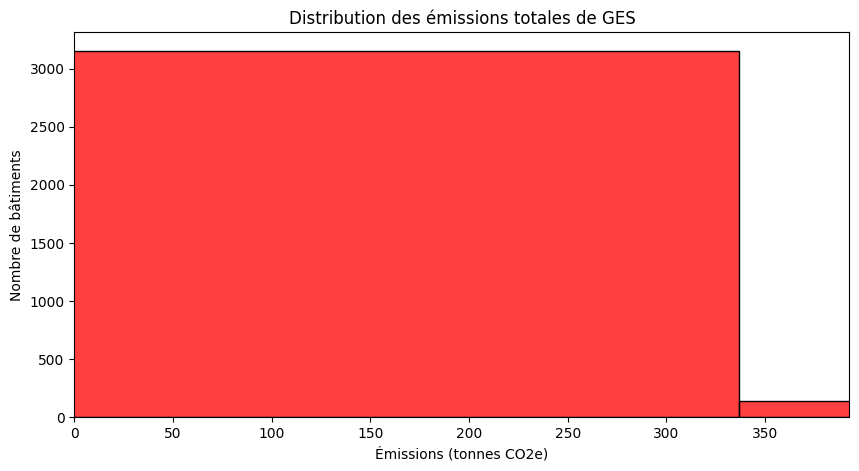 Distribution des émissions totales de GES
Nombre de bâtiments
3000
2500
2000
1500
1000
500
0
0 50 100 150 200 250 300 350
Émissions (tonnes CO2e)